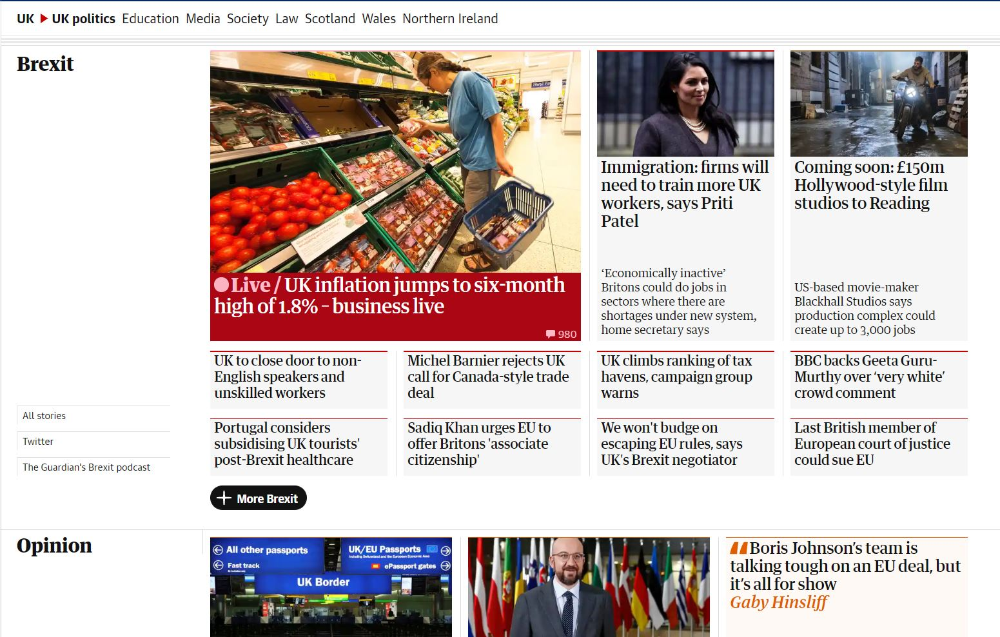 UK UK politics Education Media Society Law Scotland Wales Northern Ireland
Brexit
Live / UK inflation jumps to six-month
high of 1.8% – business live
980
Immigration: firms will
need to train more UK
workers, says Priti
Patel
‘Economically inactive’
Britons could do jobs in
sectors where there are
shortages under new system,
home secretary says
Coming soon: £150m
Hollywood-style film
studios to Reading
US-based movie-maker
Blackhall Studios says
production complex could
create up to 3,000 jobs
UK to close door to non-
English speakers and
unskilled workers
Michel Barnier rejects UK
call for Canada-style trade
deal
UK climbs ranking of tax
havens, campaign group
warns
BBC backs Geeta Guru-
Murthy over ‘very white’
crowd comment
All stories
Twitter
The Guardian's Brexit podcast
Portugal considers
subsidising UK tourists'
post-Brexit healthcare
Sadiq Khan urges EU to
offer Britons 'associate
citizenship'
We won't budge on
escaping EU rules, says
UK's Brexit negotiator
Last British member of
European court of justice
could sue EU
More Brexit
Opinion
All other passports
Fast track
By invitation only
UK/EU Passports
Including Switzerland and the European Economic Area
ePassport gates
UK Border
Boris Johnson’s team is
talking tough on an EU deal, but
it’s all for show
Gaby Hinsliff